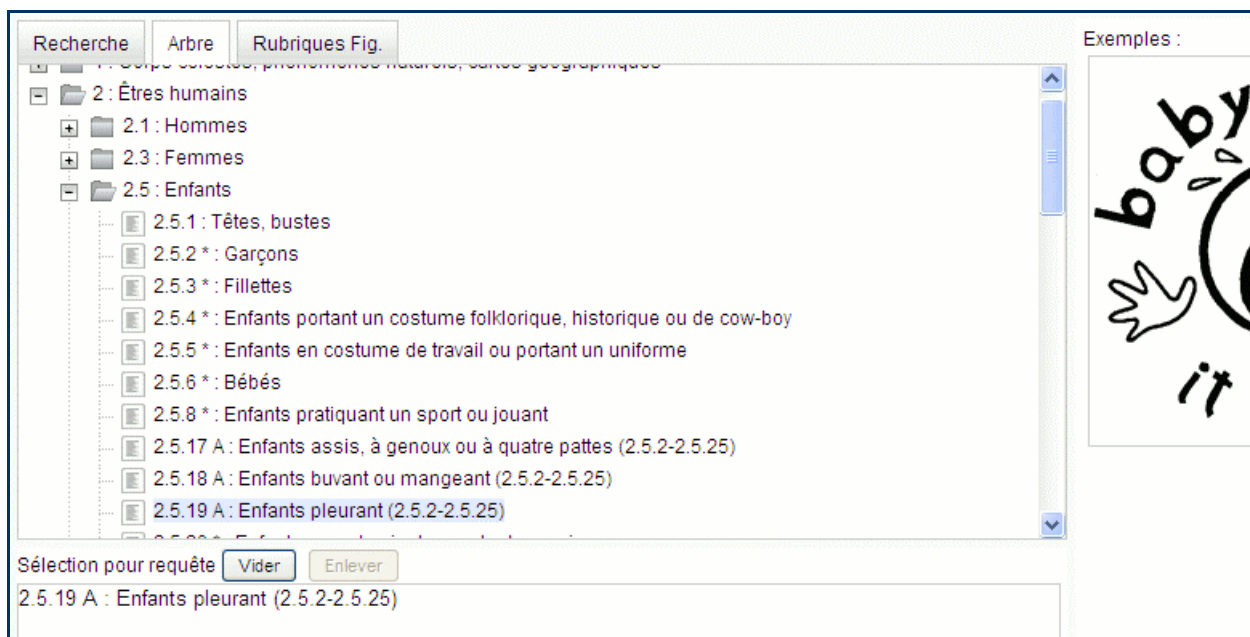 Recherche Arbre Rubriques Fig.
Exemples :
2 : Êtres humains
2.1 : Hommes
2.3 : Femmes
2.5 : Enfants
2.5.1 : Têtes, bustes
2.5.2 * : Garçons
2.5.3 * : Fillettes
2.5.4 * : Enfants portant un costume folklorique, historique ou de cow-boy
2.5.5 * : Enfants en costume de travail ou portant un uniforme
2.5.6 * : Bébés
2.5.8 * : Enfants pratiquant un sport ou jouant
2.5.17 A : Enfants assis, à genoux ou à quatre pattes (2.5.2-2.5.25)
2.5.18 A : Enfants buvant ou mangeant (2.5.2-2.5.25)
2.5.19 A : Enfants pleurant (2.5.2-2.5.25)
Sélection pour requête Vider Enlever
2.5.19 A : Enfants pleurant (2.5.2-2.5.25)
baby
it